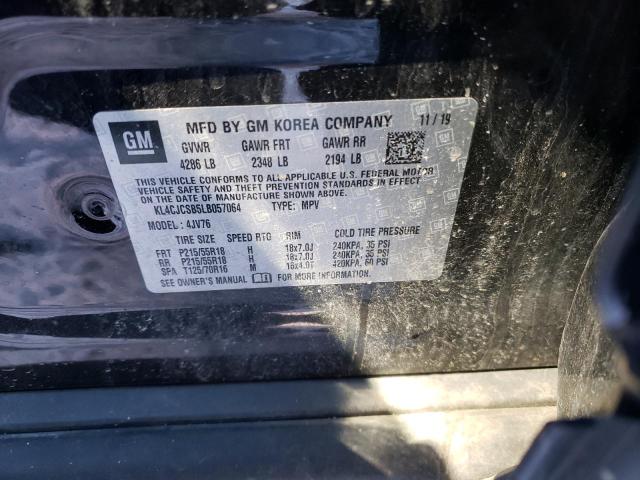 GM
MFD BY GM KOREA COMPANY 11/19
GVWR GAWR FRT GAWR RR
4286 LB 2348 LB 2194 LB
THIS VEHICLE CONFORMS TO ALL APPLICABLE U.S. FEDERAL MOTOR
VEHICLE SAFETY AND THEFT PREVENTION STANDARDS IN EFFECT
ON THE DATE OF MANUFACTURE SHOWN ABOVE.
KL4CJCSB5LB057064 TYPE: MPV
MODEL: 4JV76
TIRE SIZE SPEED RTG RIM COLD TIRE PRESSURE
FRT P215/55R18 H 18x7.0J 240KPA, 35 PSI
RR P215/55R18 H 18x7.0J 240KPA, 35 PSI
SPA T125/70R16 M 16x4.0T 420KPA, 60 PSI
SEE OWNER'S MANUAL FOR MORE INFORMATION.